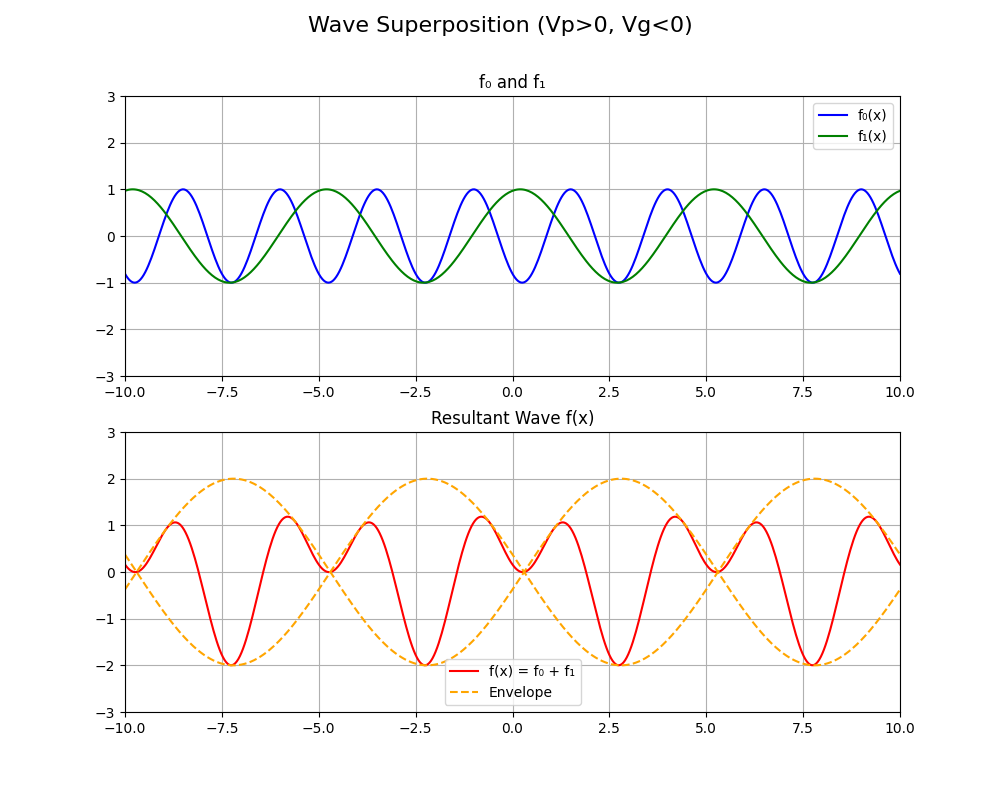 Wave Superposition (Vp>0, Vg<0)
f₀ and f₁
3
2
1
0
−1
−2
−3
f₀(x)
f₁(x)
−10.0 −7.5 −5.0 −2.5 0.0 2.5 5.0 7.5 10.0
Resultant Wave f(x)
3
2
1
0
−1
−2
−3
f(x) = f₀ + f₁
Envelope
−10.0 −7.5 −5.0 −2.5 0.0 2.5 5.0 7.5 10.0